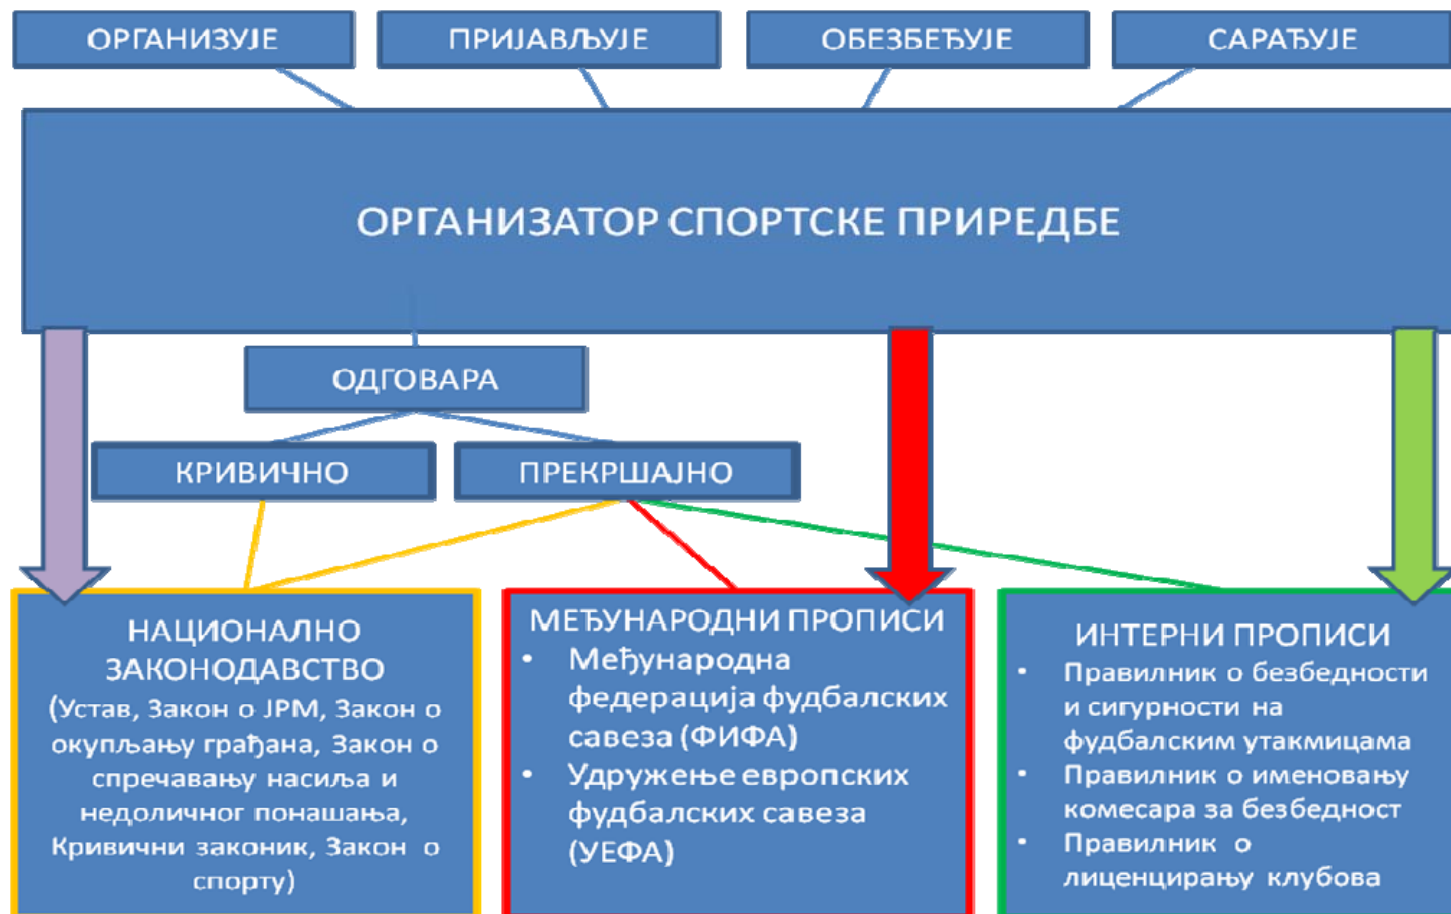 ОРГАНИЗУЈЕ
ПРИЈАВЉУЈЕ
ОБЕЗБЕЂУЈЕ
САРАЂУЈЕ
ОРГАНИЗАТОР СПОРТСКЕ ПРИРЕДБЕ
ОДГОВАРА
КРИВИЧНО
ПРЕКРШАЈНО
НАЦИОНАЛНО
ЗАКОНОДАВСТВО
(Устав, Закон о ЈРМ, Закон о
окупљању грађана, Закон о
спречавању насиља и
недоличног понашања,
Кривични законик, Закон о
спорту)
МЕЂУНАРОДНИ ПРОПИСИ
• Међународна
федерација фудбалских
савеза (ФИФА)
• Удружење европских
фудбалских савеза
(УЕФА)
ИНТЕРНИ ПРОПИСИ
• Правилник о безбедности
и сигурности на
фудбалским утакмицама
• Правилник о именовању
комесара за безбедност
• Правилник о
лиценцирању клубова